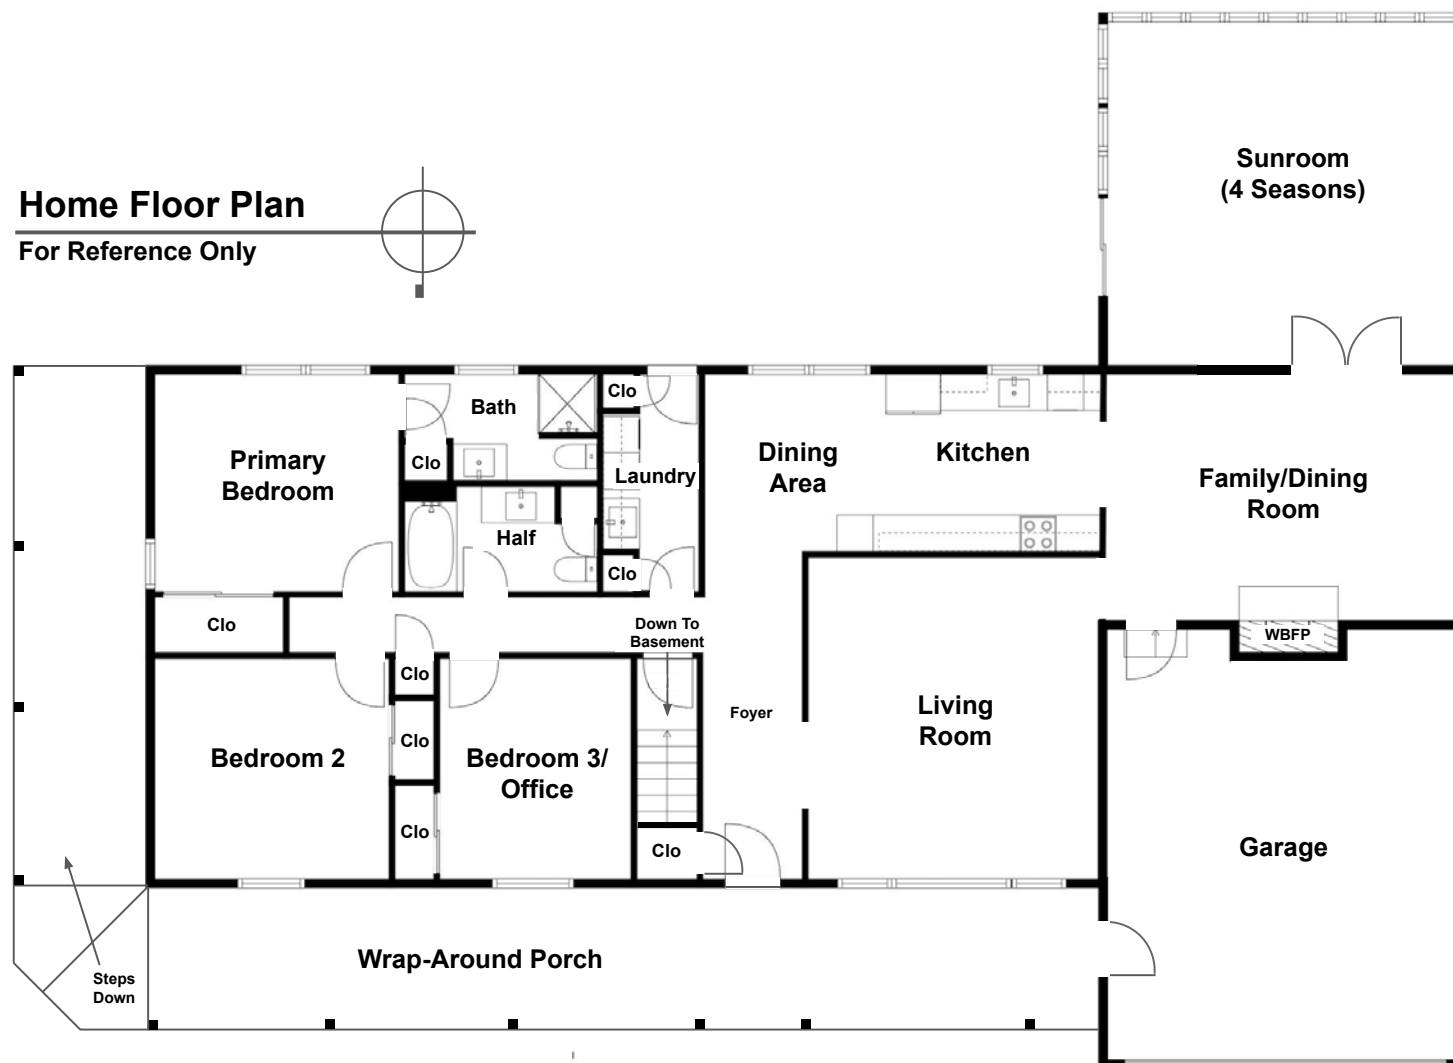 Home Floor Plan
For Reference Only
Sunroom
(4 Seasons)
Clo
Bath
Primary
Bedroom
Clo
Laundry
Dining
Area
Kitchen
Family/Dining
Room
Half
Clo
Clo
Down To
Basement
WBFP
Clo
Foyer
Living
Room
Bedroom 2
Clo
Bedroom 3/
Office
Clo
Clo
Garage
Wrap-Around Porch
Steps
Down